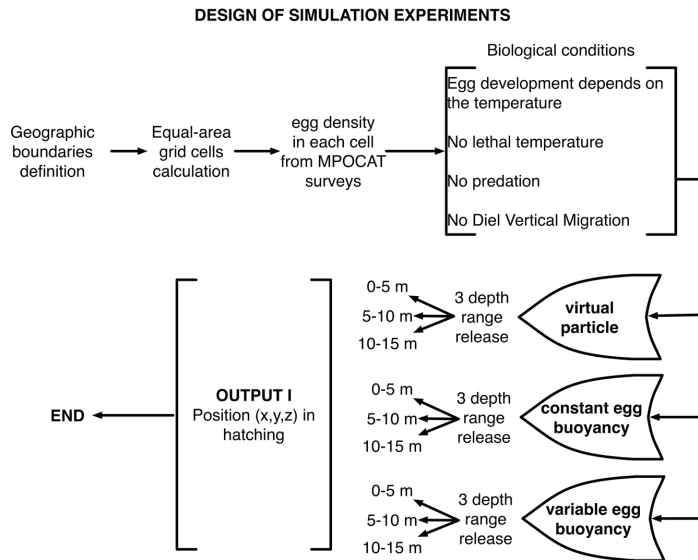 DESIGN OF SIMULATION EXPERIMENTS
Geographic
boundaries
definition
Equal-area
grid cells
calculation
egg density
in each cell
from MPOCAT
surveys
Biological conditions
Egg development depends on
the temperature
No lethal temperature
No predation
No Diel Vertical Migration
virtual
particle
3 depth
range
release
0-5 m
5-10 m
10-15 m
constant egg
buoyancy
3 depth
range
release
0-5 m
5-10 m
10-15 m
variable egg
buoyancy
3 depth
range
release
0-5 m
5-10 m
10-15 m
OUTPUT I
Position (x,y,z) in
hatching
END